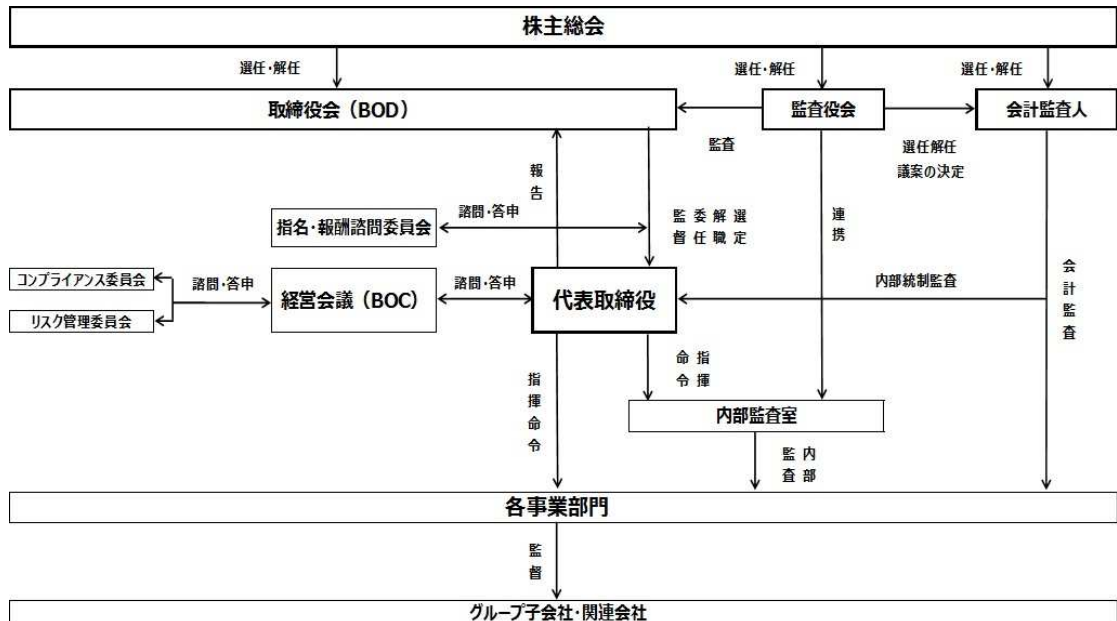 株主総会
選任・解任
選任・解任
選任・解任
取締役会（BOD）
監査役会
会計監査人
監査
選任解任
議案の決定
報告
諮問・答申
指名・報酬諮問委員会
選定
解職
委任
監督
連携
コンプライアンス委員会
諮問・答申
経営会議（BOC）
諮問・答申
代表取締役
内部統制監査
会計監査
リスク管理委員会
指揮
命令
指揮命令
内部監査室
内部
監査
各事業部門
監督
グループ子会社・関連会社